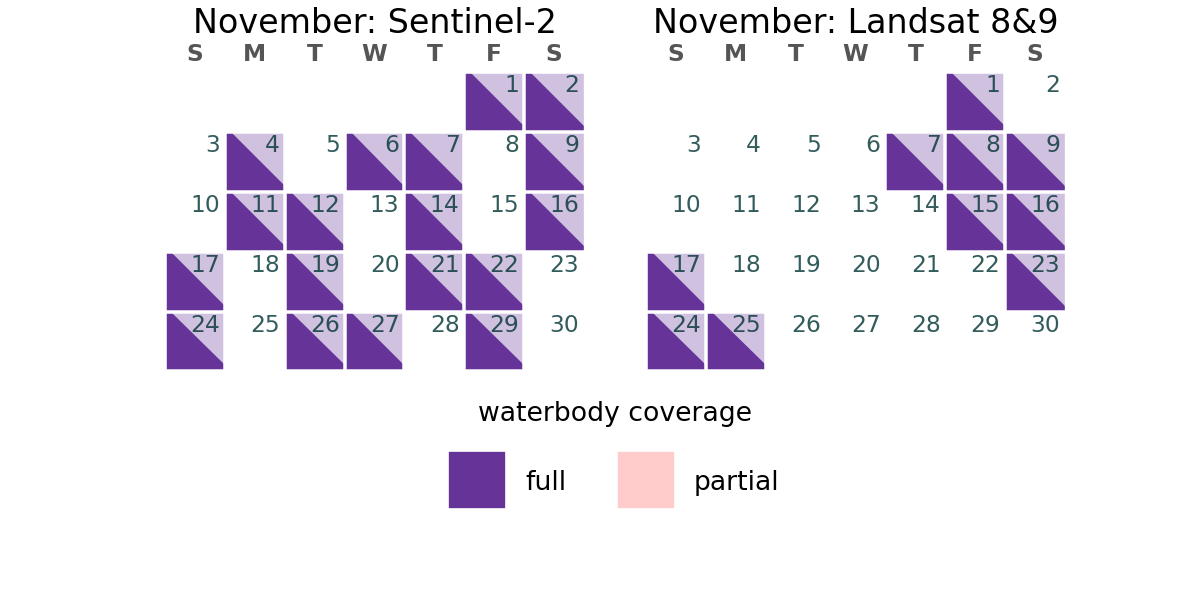 November: Sentinel-2
S M T W T F S
1 2
3 4 5 6 7 8 9
10 11 12 13 14 15 16
17 18 19 20 21 22 23
24 25 26 27 28 29 30
November: Landsat 8&9
S M T W T F S
1 2
3 4 5 6 7 8 9
10 11 12 13 14 15 16
17 18 19 20 21 22 23
24 25 26 27 28 29 30
waterbody coverage
full partial